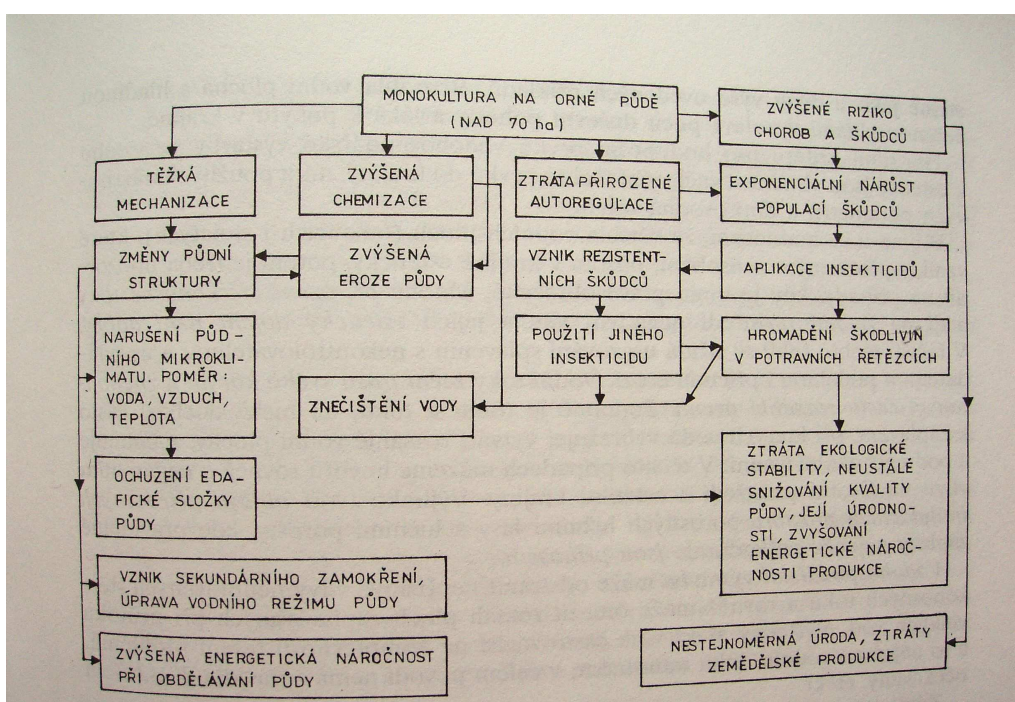 MONOKULTURA NA ORNÉ PŮDĚ
(NAD 70 ha)
ZVÝŠENÉ RIZIKO
CHOROB A ŠKŮDCŮ
TĚŽKÁ
MECHANIZACE
ZVÝŠENÁ
CHEMIZACE
ZTRÁTA PŘIROZENÉ
AUTOREGULACE
EXPONENCIÁLNÍ NÁRŮST
POPULACÍ ŠKŮDCŮ
ZMĚNY PŮDNÍ
STRUKTURY
ZVÝŠENÁ
EROZE PŮDY
VZNIK REZISTENT-
NÍCH ŠKŮDCŮ
APLIKACE INSEKTICIDŮ
NARUŠENÍ PŮD
NÍHO MIKROKLI-
MATU. POMĚR:
VODA, VZDUCH,
TEPLOTA
ZNEČIŠTĚNÍ VODY
POUŽITÍ JINÉHO
INSEKTICIDU
HROMADĚNÍ ŠKODLIVIN
V POTRAVNÍCH ŘETĚZCÍCH
OCHUZENÍ EDA-
FICKÉ SLOŽKY
PŮDY
ZTRÁTA EKOLOGICKÉ
STABILITY, NEUSTÁLÉ
SNIŽOVÁNÍ KVALITY
PŮDY, JEJÍ ÚRODNO-
STI, ZVYŠOVÁNÍ
ENERGETICKÉ NÁROČ-
NOSTI PRODUKCE
VZNIK SEKUNDÁRNÍHO ZAMOKŘENÍ,
ÚPRAVA VODNÍHO REŽIMU PŮDY
ZVÝŠENÁ ENERGETICKÁ NÁROČNOST
PŘI OBDĚLÁVÁNÍ PŮDY
NESTEJNOMĚRNÁ ÚRODA, ZTRÁTY
ZEMĚDĚLSKÉ PRODUKCE